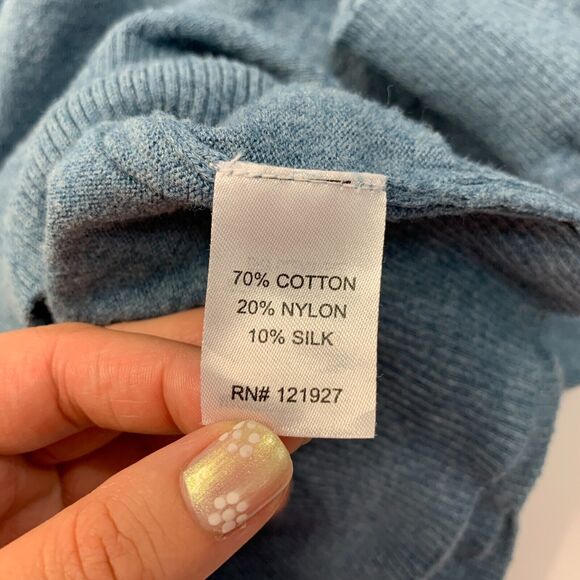 70% COTTON
20% NYLON
10% SILK
RN# 121927